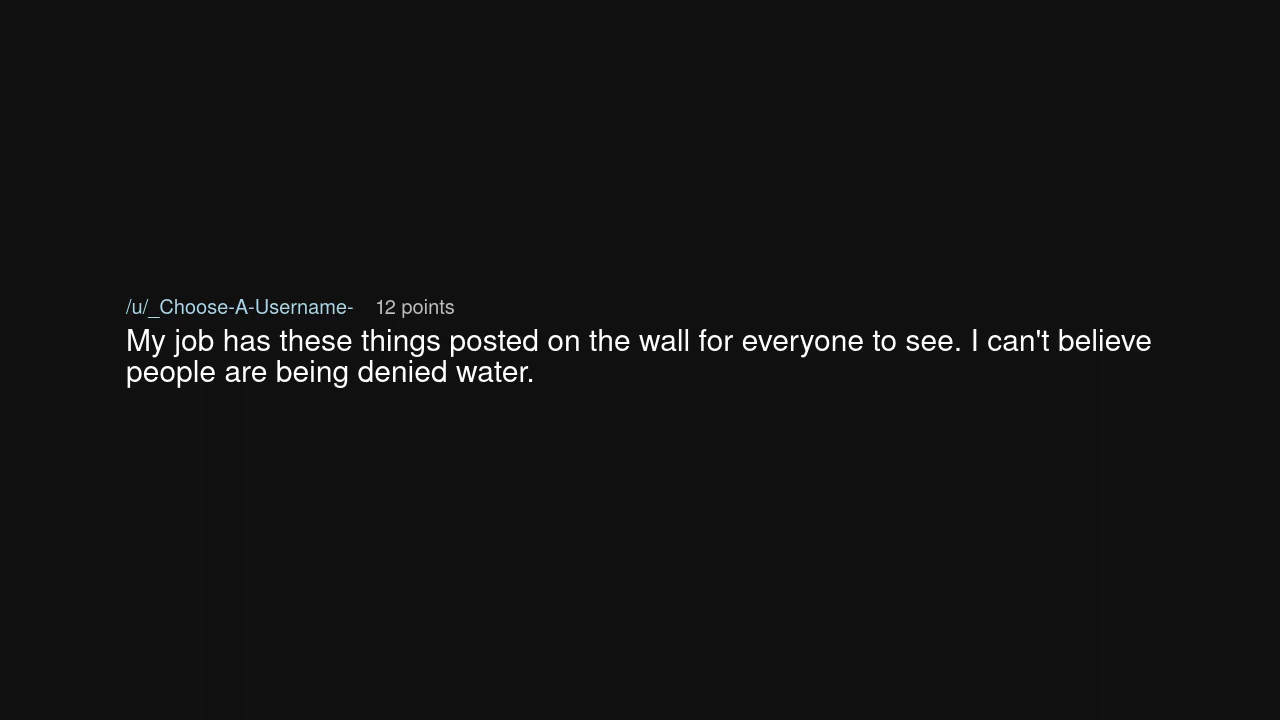 /u/_Choose-A-Username- 12 points
My job has these things posted on the wall for everyone to see. I can't believe
people are being denied water.